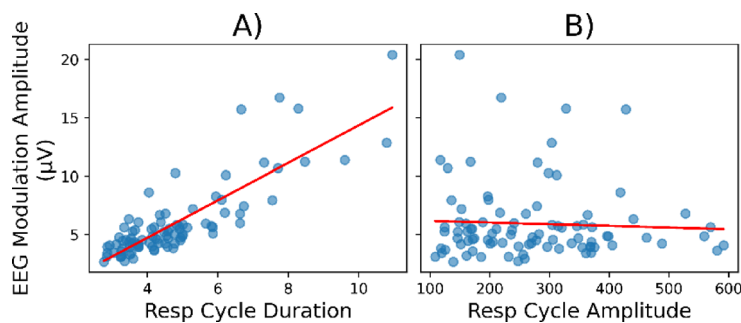 A)
B)
EEG Modulation Amplitude
(µV)
20
15
10
5
4
6
8
10
Resp Cycle Duration
100
200
300
400
500
600
Resp Cycle Amplitude